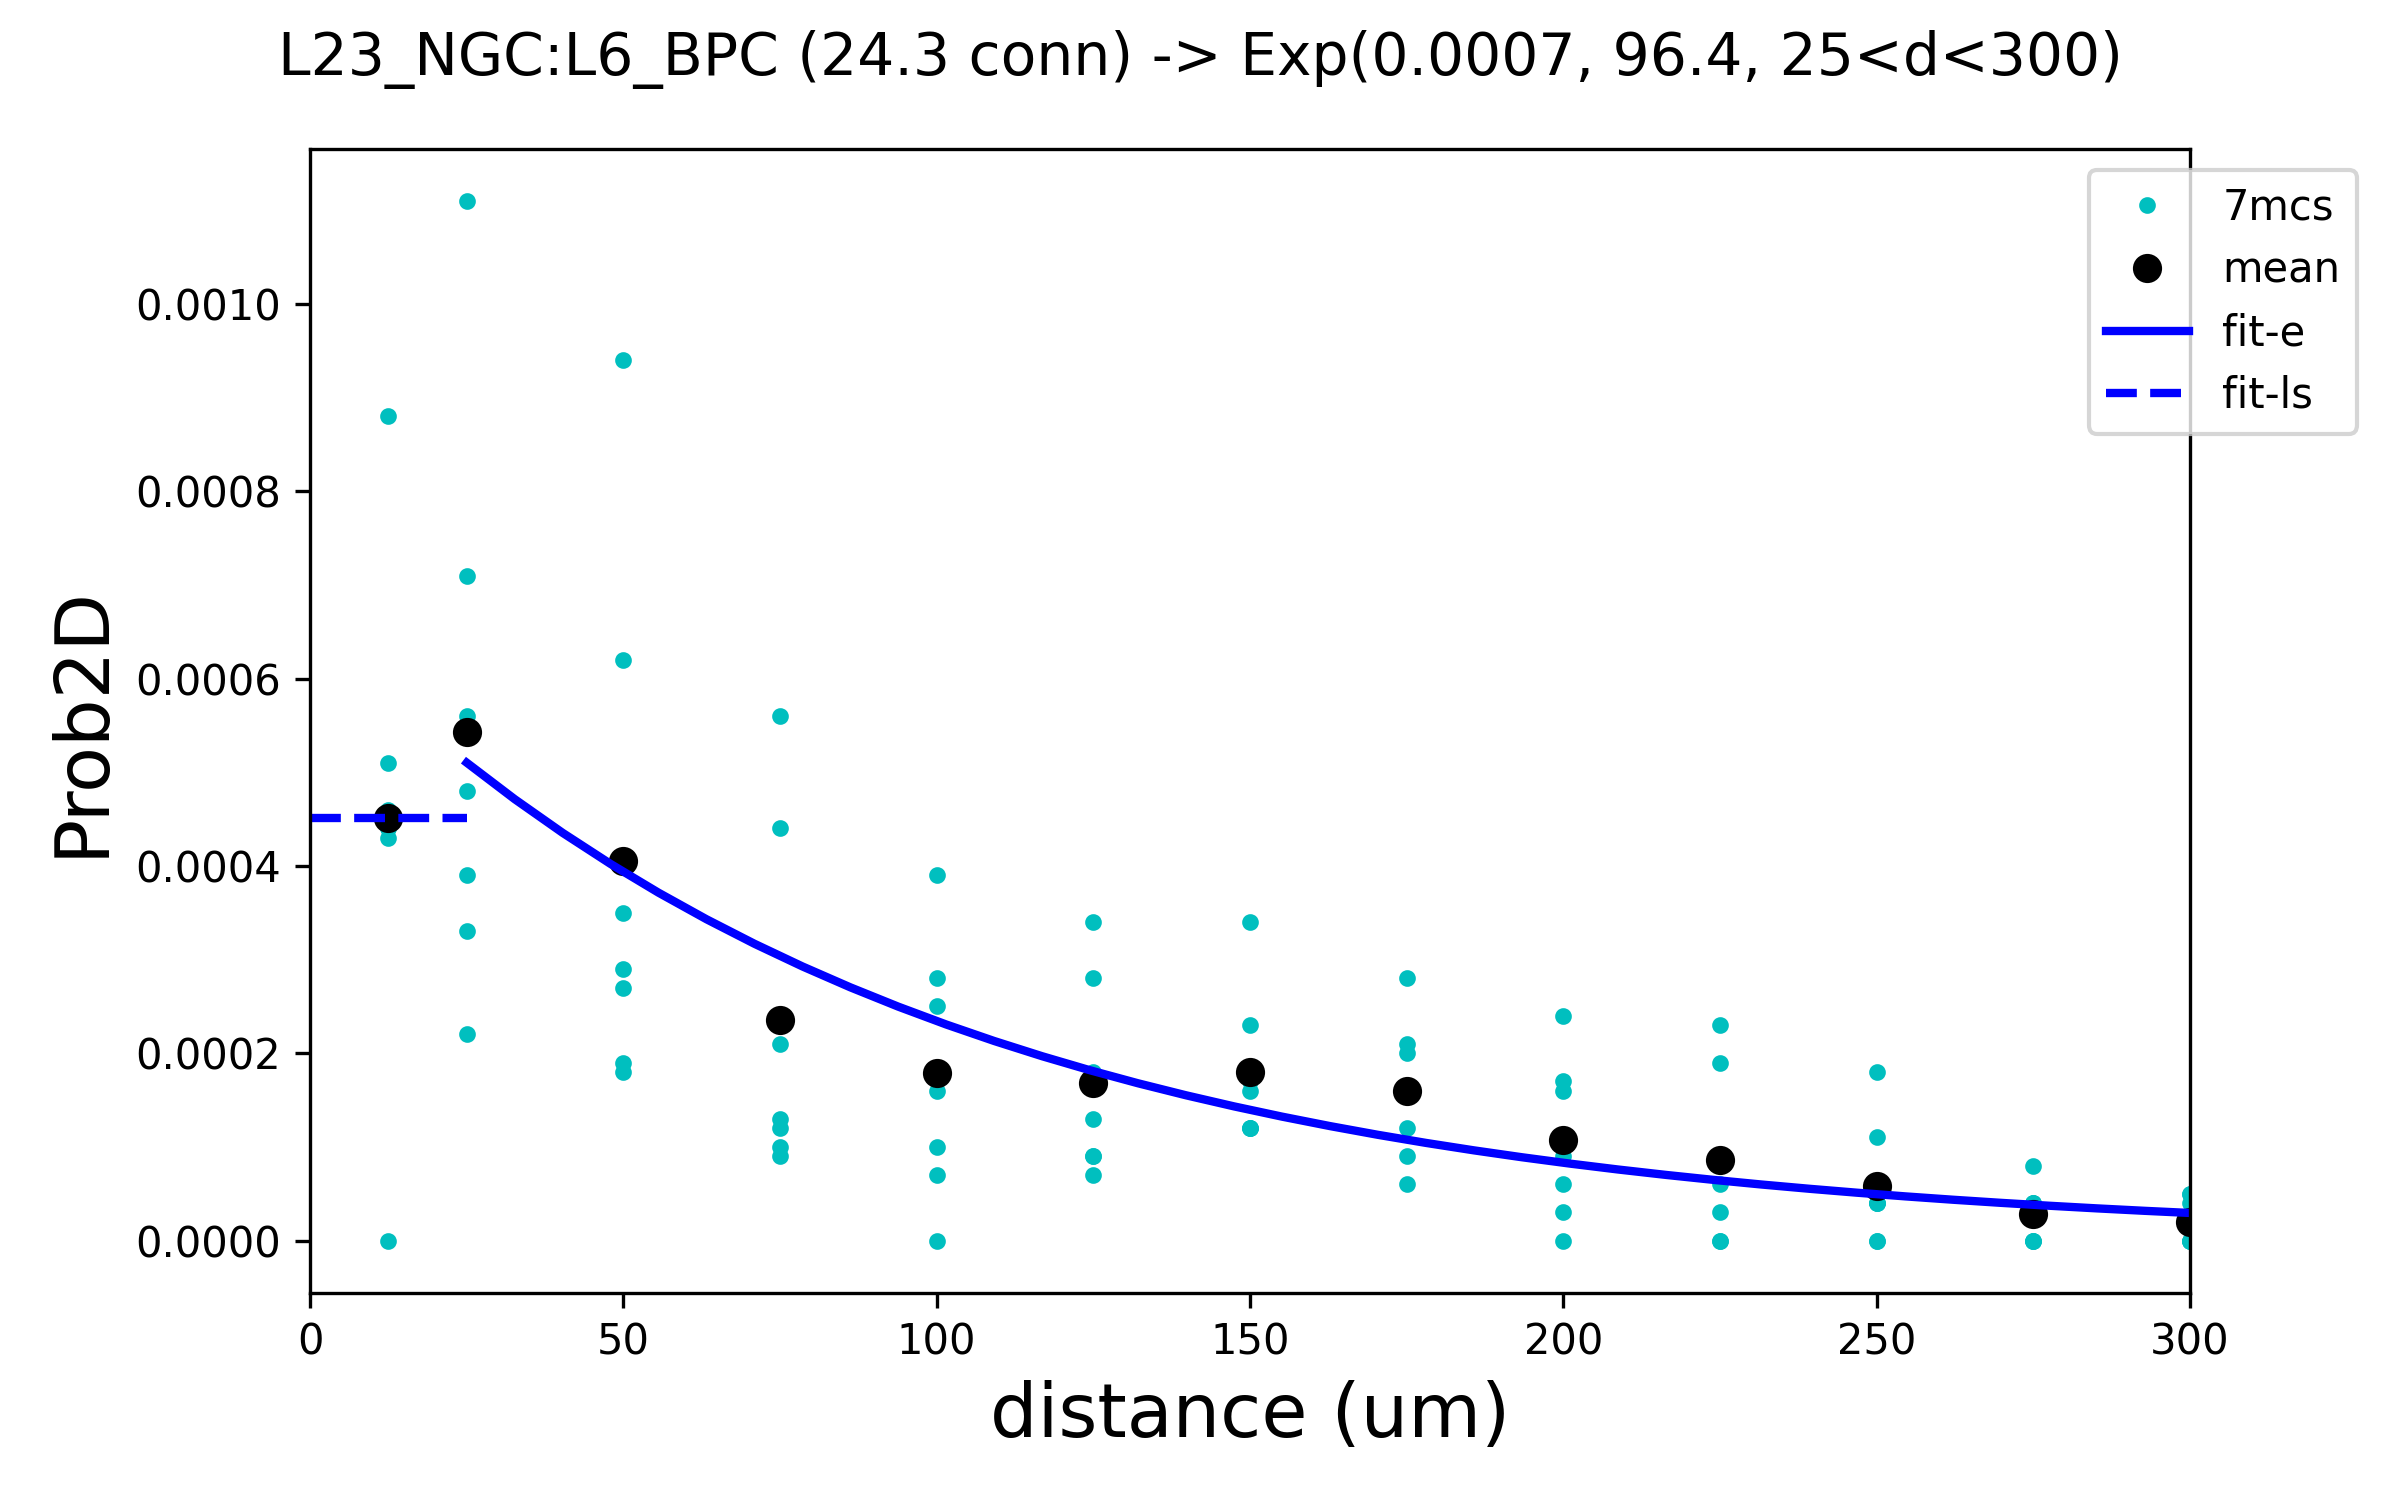 L23_NGC:L6_BPC (24.3 conn) -> Exp(0.0007, 96.4, 25<d<300)
7mcs
mean
fit-e
fit-ls
Prob2D
0.0010
0.0008
0.0006
0.0004
0.0002
0.0000
0 50 100 150 200 250 300
distance (um)